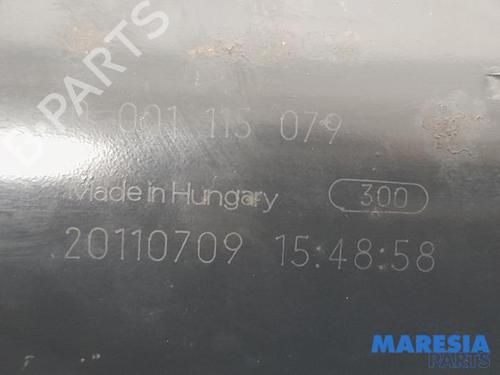 B PARTS
0 001 115 079
Made in Hungary 300
20110709 15:48:58
MARESIA
PARTS